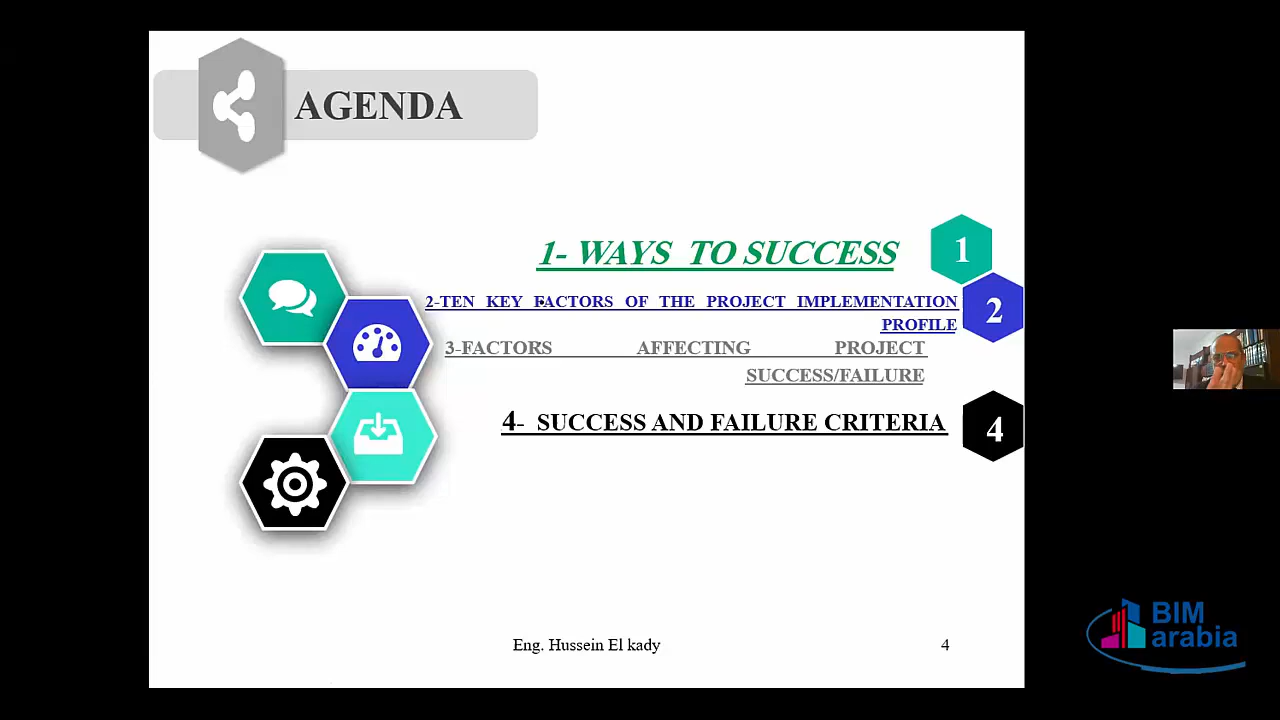 AGENDA
1- WAYS TO SUCCESS
1
2-TEN KEY FACTORS OF THE PROJECT IMPLEMENTATION
PROFILE
2
3-FACTORS AFFECTING PROJECT
SUCCESS/FAILURE
4- SUCCESS AND FAILURE CRITERIA
4
Eng. Hussein El kady
4
BIM
arabia